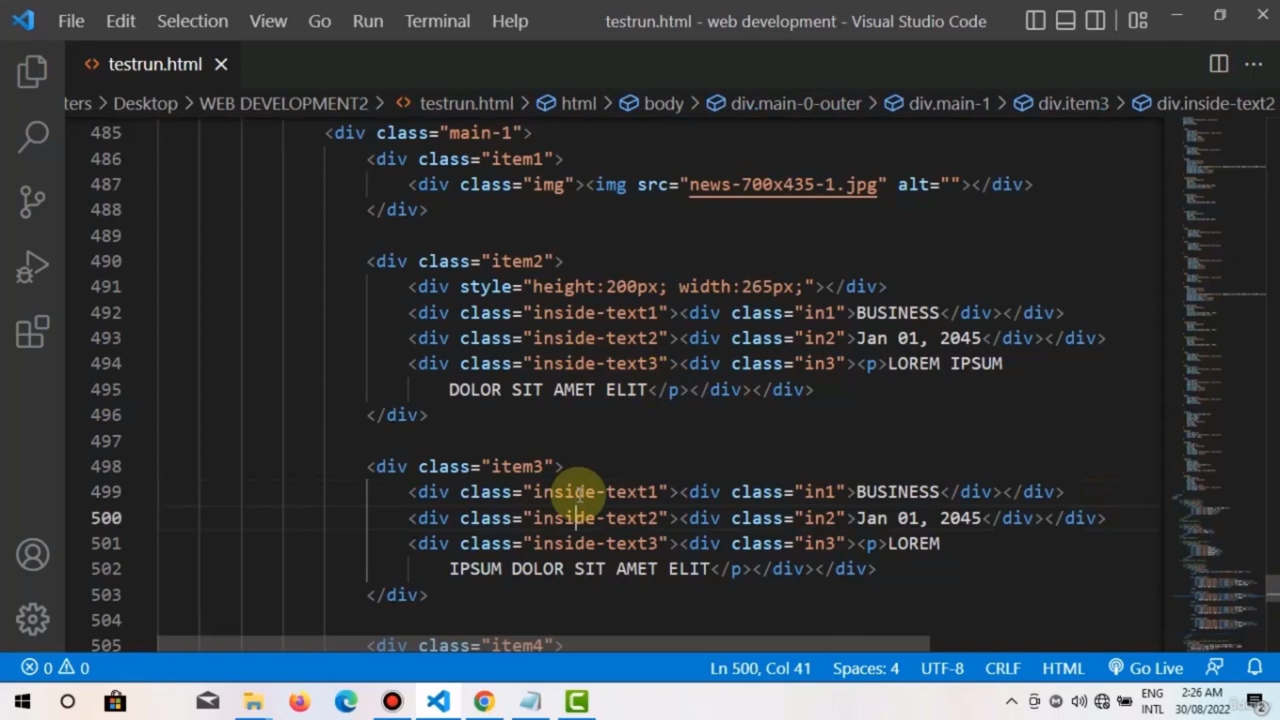 File Edit Selection View Go Run Terminal Help testrun.html - web development - Visual Studio Code
testrun.html
ters > Desktop > WEB DEVELOPMENT2 > testrun.html > html > body > div.main-0-outer > div.main-1 > div.item3 > div.inside-text2
485 <div class="main-1">
486 <div class="item1">
487 <div class="img"><img src="news-700x435-1.jpg" alt=""></div>
488 </div>
489
490 <div class="item2">
491 <div style="height:200px; width:265px;"></div>
492 <div class="inside-text1"><div class="in1">BUSINESS</div></div>
493 <div class="inside-text2"><div class="in2">Jan 01, 2045</div></div>
494 <div class="inside-text3"><div class="in3"><p>LOREM IPSUM
495 DOLOR SIT AMET ELIT</p></div></div>
496 </div>
497
498 <div class="item3">
499 <div class="inside-text1"><div class="in1">BUSINESS</div></div>
500 <div class="inside-text2"><div class="in2">Jan 01, 2045</div></div>
501 <div class="inside-text3"><div class="in3"><p>LOREM
502 IPSUM DOLOR SIT AMET ELIT</p></div></div>
503 </div>
504
505 <div class="item4">
0 0 Ln 500, Col 41 Spaces: 4 UTF-8 CRLF HTML Go Live
ENG 2:26 AM
INTL 30/08/2022 2